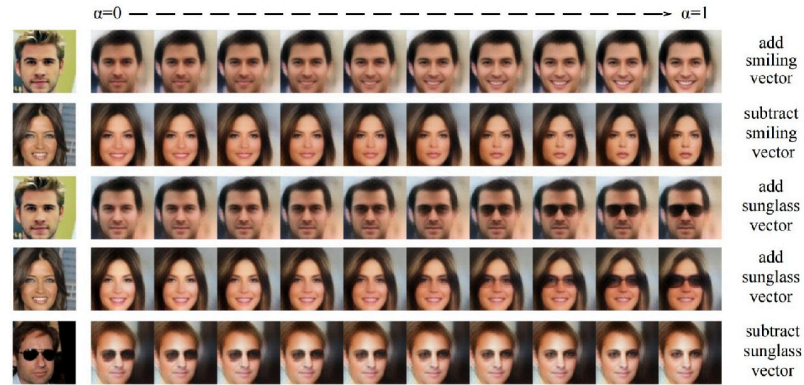 α=0
α=1
add
smiling
vector
subtract
smiling
vector
add
sunglass
vector
add
sunglass
vector
subtract
sunglass
vector